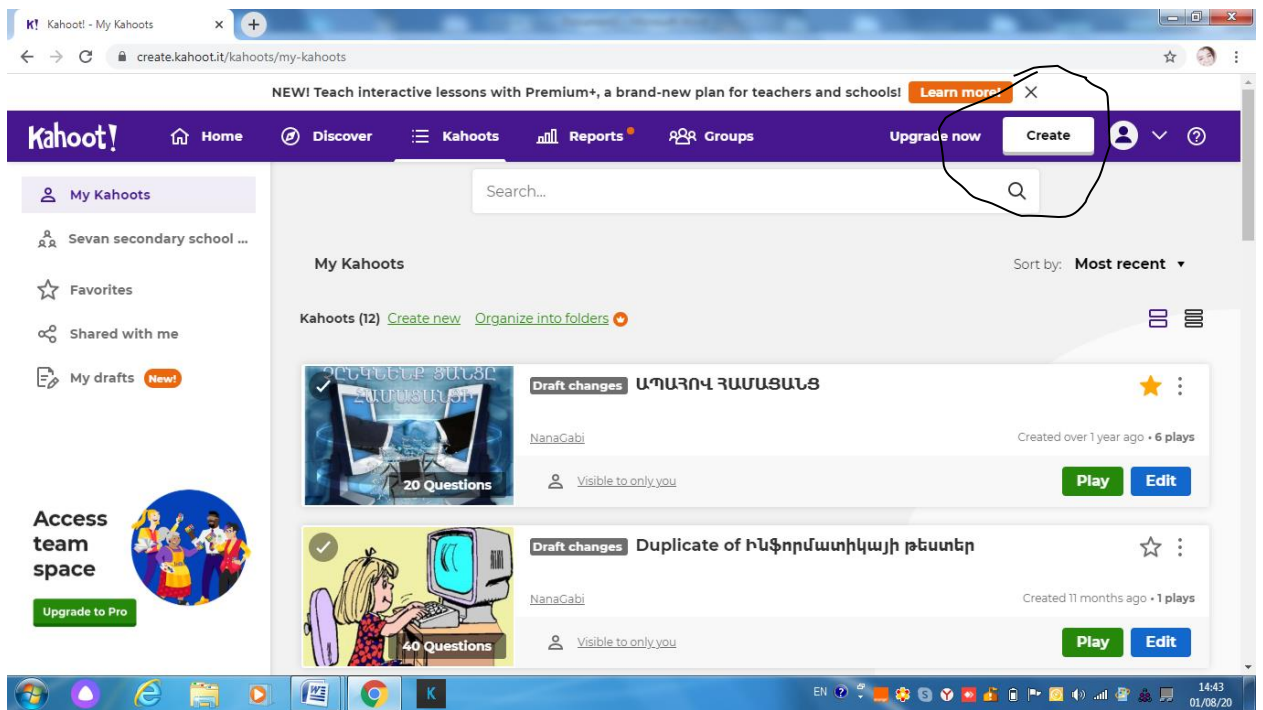 Kahoot! - My Kahoots
create.kahoot.it/kahoots/my-kahoots
NEW! Teach interactive lessons with Premium+, a brand-new plan for teachers and schools! Learn more!
Kahoot! Home Discover Kahoots Reports Groups Upgrade now Create
My Kahoots
Search...
Sevan secondary school ...
Favorites
Shared with me
My drafts New!
Access
team
space
Upgrade to Pro
My Kahoots
Sort by: Most recent
Kahoots (12) Create new Organize into folders
ՀԱՄԱՑԱՆՑԻ
20 Questions
Draft changes ԱՊԱՀՈՎ ՀԱՄԱՑԱՆՑ
NanaGabi
Created over 1 year ago • 6 plays
Visible to only you
Play Edit
40 Questions
Draft changes Duplicate of Ինֆորմատիկայի թեստեր
NanaGabi
Created 11 months ago • 1 plays
Visible to only you
Play Edit
EN
14:43
01/08/20